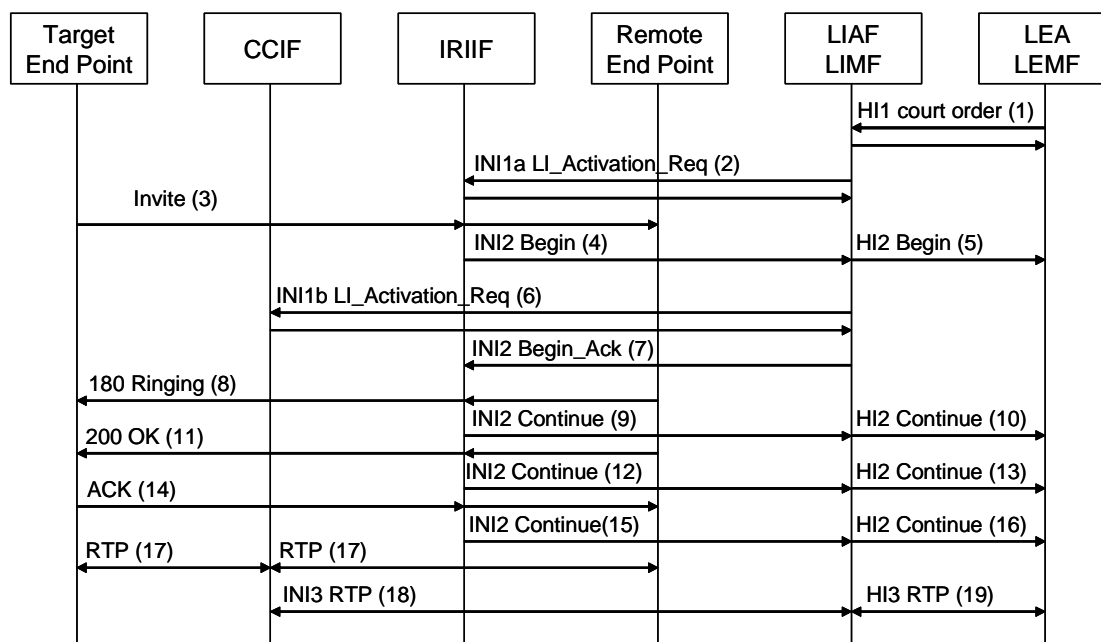 Target
End Point
CCIF
IRIIF
Remote
End Point
LIAF
LIMF
LEA
LEMF
HI1 court order (1)
INI1a LI_Activation_Req (2)
Invite (3)
INI2 Begin (4)
HI2 Begin (5)
INI1b LI_Activation_Req (6)
INI2 Begin_Ack (7)
180 Ringing (8)
INI2 Continue (9)
HI2 Continue (10)
200 OK (11)
INI2 Continue (12)
HI2 Continue (13)
ACK (14)
INI2 Continue(15)
HI2 Continue (16)
RTP (17)
RTP (17)
INI3 RTP (18)
HI3 RTP (19)